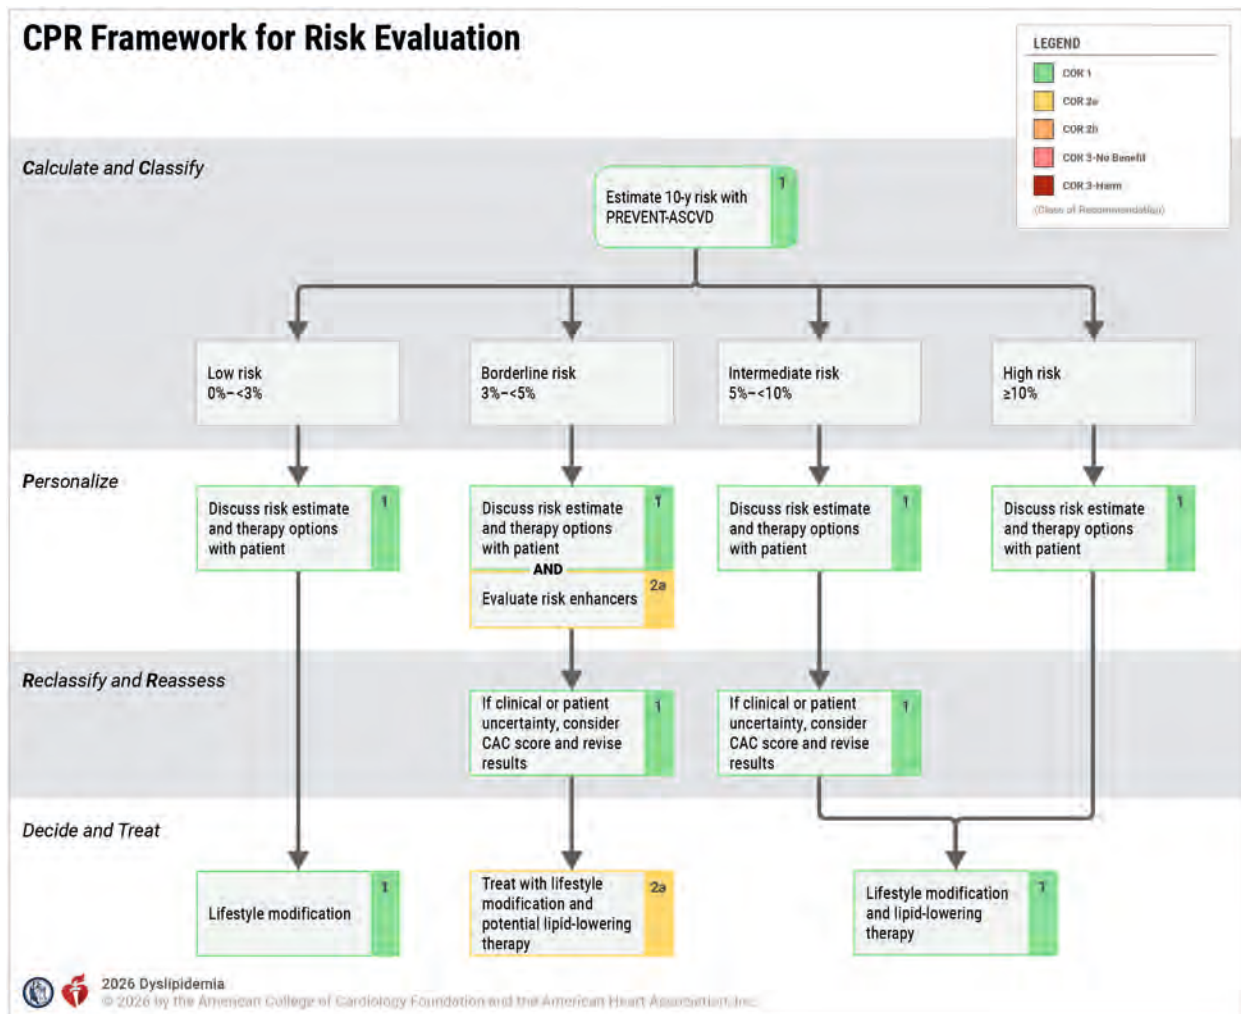 CPR Framework for Risk Evaluation
LEGEND
COR 1
COR 2a
COR 2b
COR 3-No Benefit
COR 3-Harm
(Class of Recommendation)
Calculate and Classify
Estimate 10-y risk with
PREVENT-ASCVD
1
Low risk
0%–<3%
Borderline risk
3%–<5%
Intermediate risk
5%–<10%
High risk
≥10%
Personalize
Discuss risk estimate
and therapy options
with patient
1
Discuss risk estimate
and therapy options
with patient
1
AND
Evaluate risk enhancers
2a
Discuss risk estimate
and therapy options
with patient
1
Discuss risk estimate
and therapy options
with patient
1
Reclassify and Reassess
If clinical or patient
uncertainty, consider
CAC score and revise
results
1
If clinical or patient
uncertainty, consider
CAC score and revise
results
1
Decide and Treat
Lifestyle modification
1
Treat with lifestyle
modification and
potential lipid-lowering
therapy
2a
Lifestyle modification
and lipid-lowering
therapy
1
2026 Dyslipidemia
© 2026 by the American College of Cardiology Foundation and the American Heart Association, Inc.